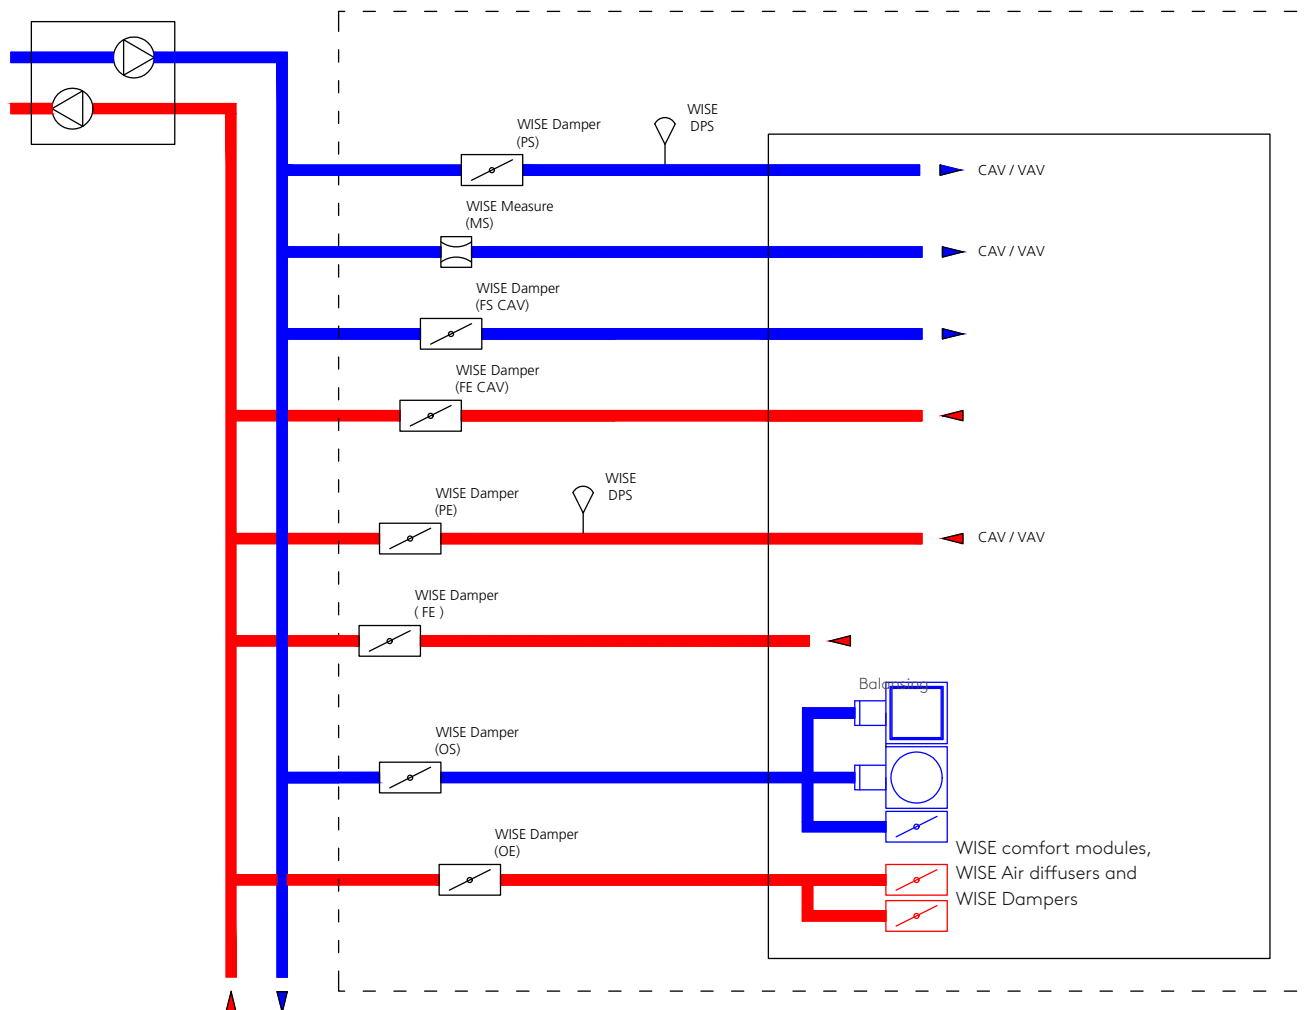 WISE Damper
(PS)
WISE
DPS
CAV / VAV
WISE Measure
(MS)
CAV / VAV
WISE Damper
(FS CAV)
WISE Damper
(FE CAV)
WISE Damper
(PE)
WISE
DPS
CAV / VAV
WISE Damper
( FE )
Balansing
WISE Damper
(OS)
WISE Damper
(OE)
WISE comfort modules,
WISE Air diffusers and
WISE Dampers